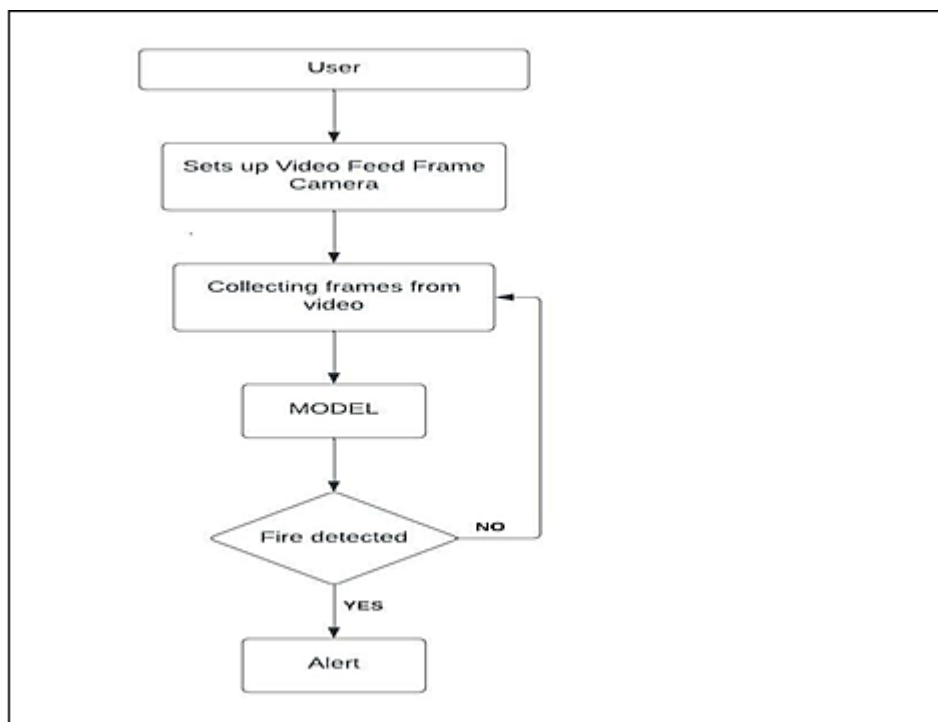 User
Sets up Video Feed Frame
Camera
Collecting frames from
video
MODEL
Fire detected
NO
YES
Alert